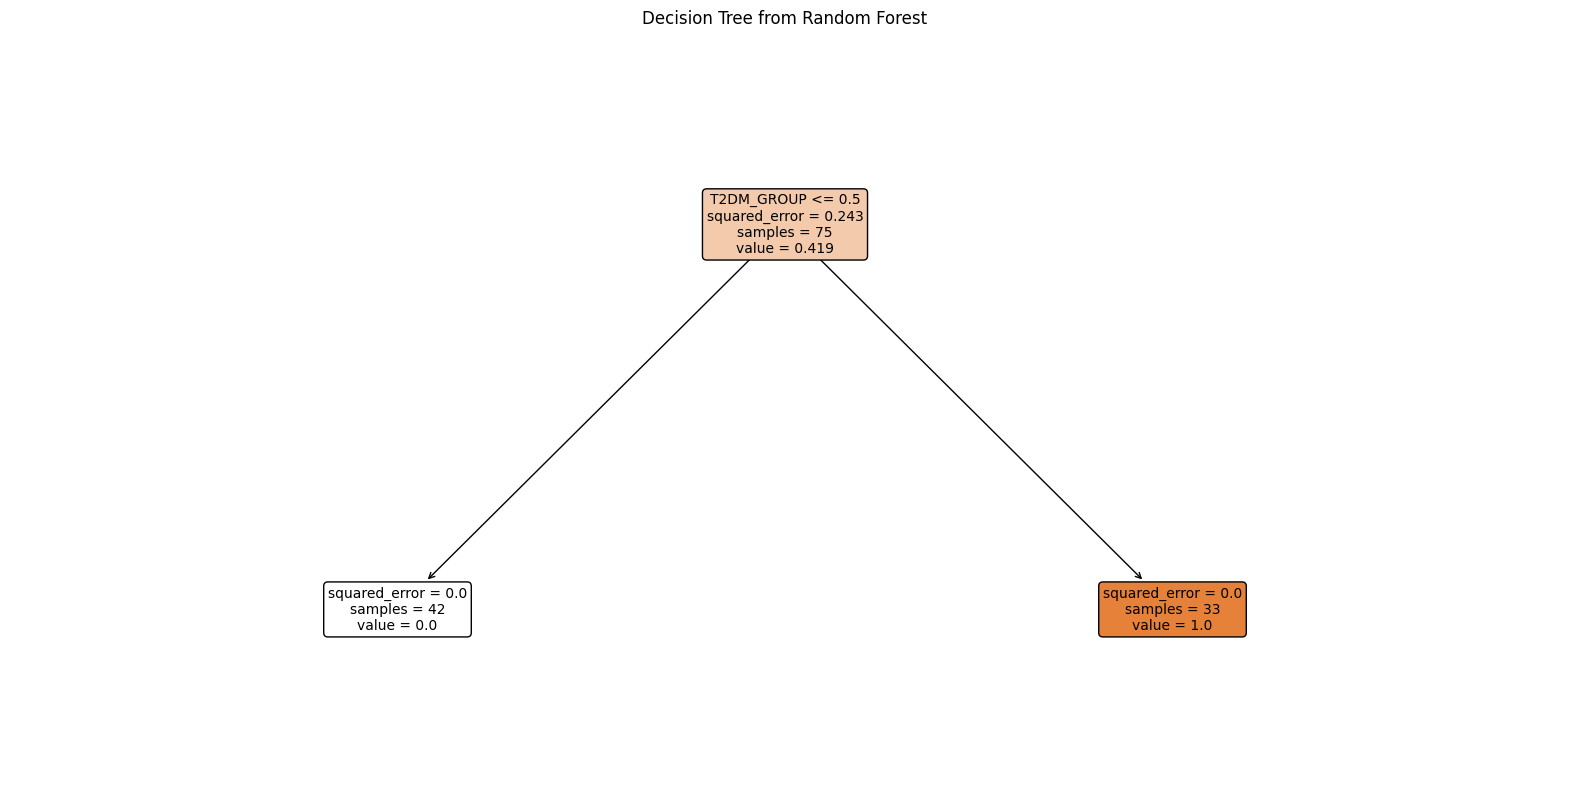 Decision Tree from Random Forest
T2DM_GROUP <= 0.5
squared_error = 0.243
samples = 75
value = 0.419
squared_error = 0.0
samples = 42
value = 0.0
squared_error = 0.0
samples = 33
value = 1.0